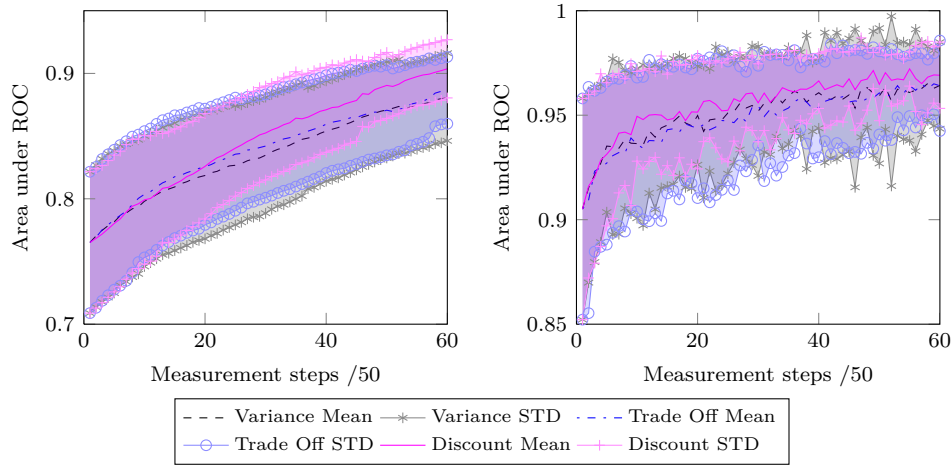 0.9
0.8
0.7
Area under ROC
0 20 40 60
Measurement steps /50
1
0.95
0.9
0.85
Area under ROC
0 20 40 60
Measurement steps /50
Variance Mean Variance STD Trade Off Mean
Trade Off STD Discount Mean Discount STD